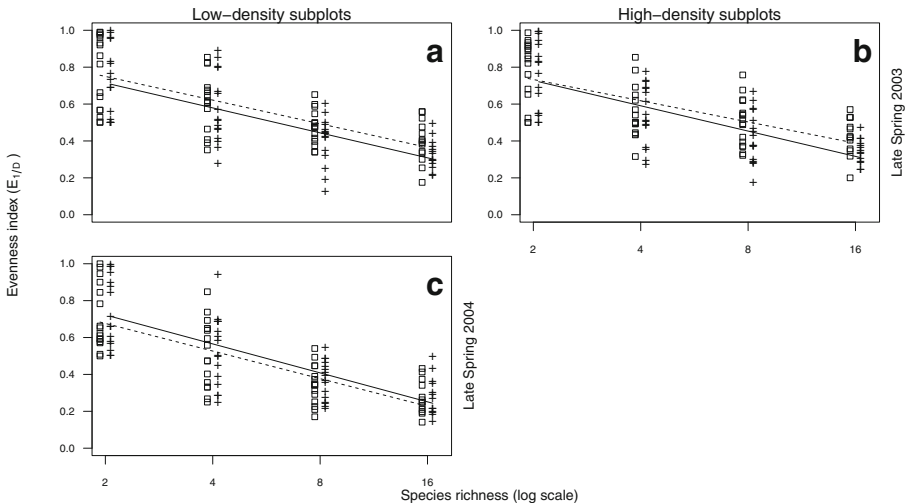 Low–density subplots
High–density subplots
Evenness index (E1/D)
1.0
0.8
0.6
0.4
0.2
0.0
a
1.0
0.8
0.6
0.4
0.2
0.0
b
2
4
8
16
Late Spring 2003
1.0
0.8
0.6
0.4
0.2
0.0
c
2
4
8
16
Late Spring 2004
Species richness (log scale)